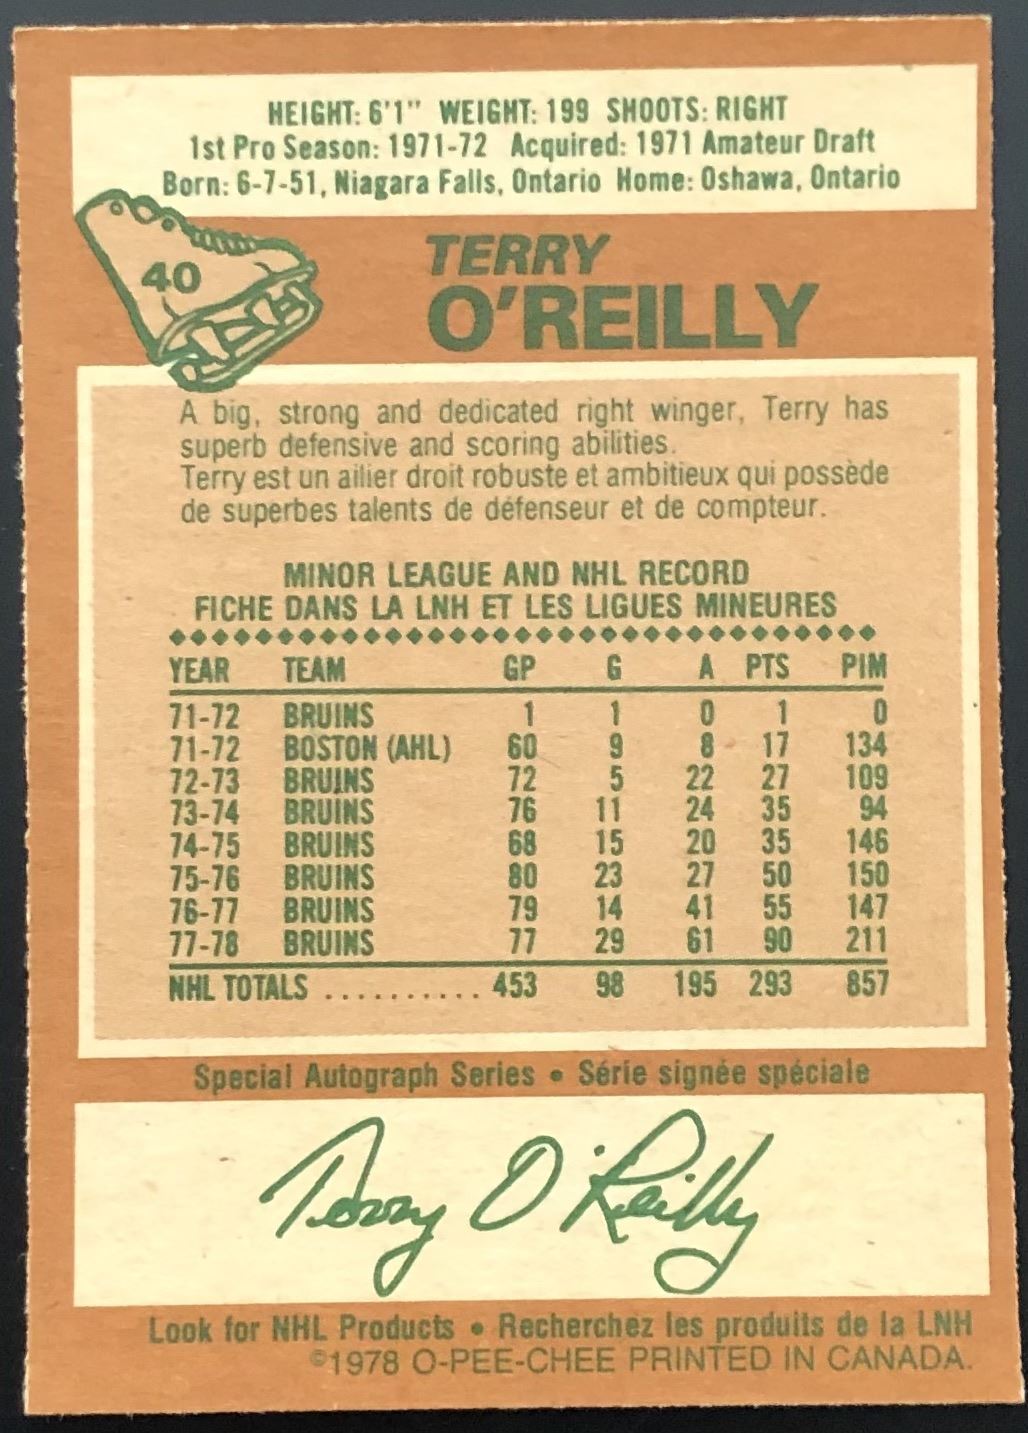 HEIGHT: 6'1" WEIGHT: 199 SHOOTS: RIGHT
1st Pro Season: 1971-72 Acquired: 1971 Amateur Draft
Born: 6-7-51, Niagara Falls, Ontario Home: Oshawa, Ontario
40
TERRY
O'REILLY
A big, strong and dedicated right winger, Terry has
superb defensive and scoring abilities.
Terry est un ailier droit robuste et ambitieux qui possède
de superbes talents de défenseur et de compteur.
MINOR LEAGUE AND NHL RECORD
FICHE DANS LA LNH ET LES LIGUES MINEURES
YEAR TEAM GP G A PTS PIM
71-72 BRUINS 1 1 0 1 0
71-72 BOSTON (AHL) 60 9 8 17 134
72-73 BRUINS 72 5 22 27 109
73-74 BRUINS 76 11 24 35 94
74-75 BRUINS 68 15 20 35 146
75-76 BRUINS 80 23 27 50 150
76-77 BRUINS 79 14 41 55 147
77-78 BRUINS 77 29 61 90 211
NHL TOTALS .......... 453 98 195 293 857
Special Autograph Series • Série signée spéciale
Terry O'Reilly
Look for NHL Products • Recherchez les produits de la LNH
©1978 O-PEE-CHEE PRINTED IN CANADA.